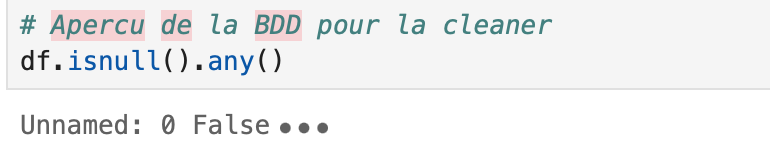 # Apercu de la BDD pour la cleaner
df.isnull().any()
Unnamed: 0 False ●●●